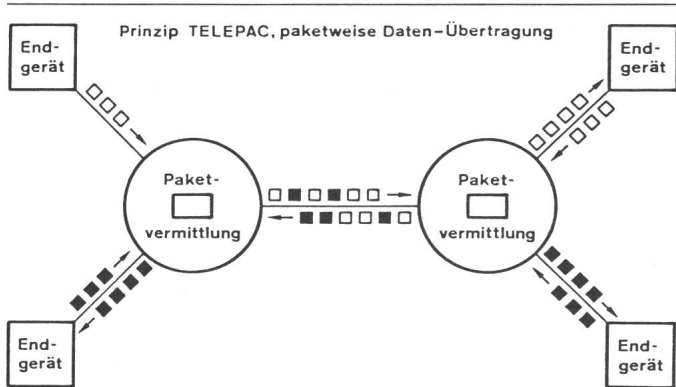 Prinzip TELEPAC, paketweise Daten-Übertragung
End-
gerät
End-
gerät
Paket-
vermittlung
Paket-
vermittlung
End-
gerät
End-
gerät